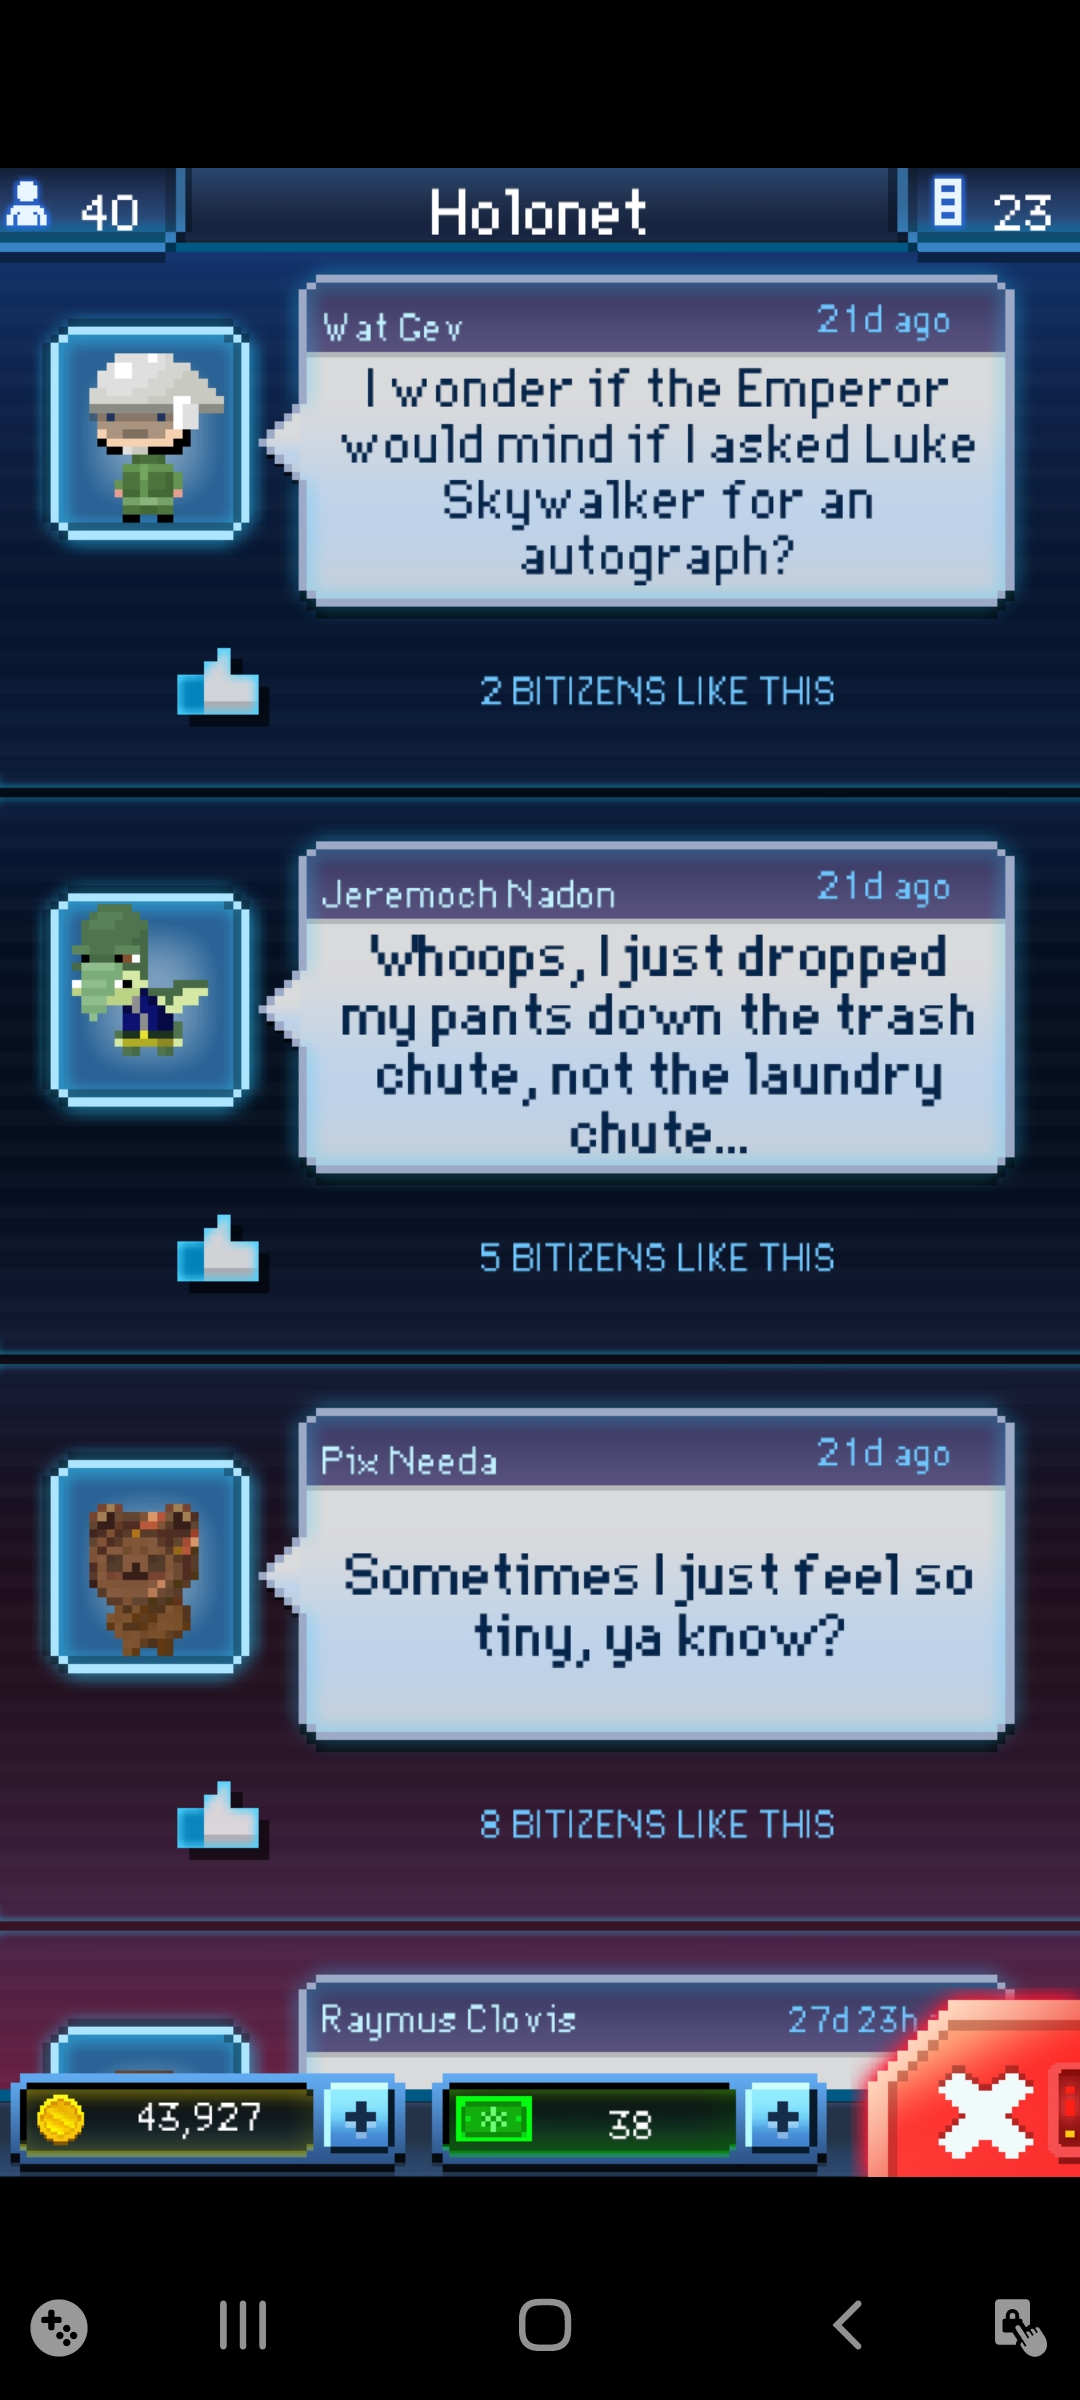 40
Holonet
23
Wat Gev
21d ago
I wonder if the Emperor
would mind if I asked Luke
Skywalker for an
autograph?
2 BITIZENS LIKE THIS
Jeremoch Nadon
21d ago
Whoops, I just dropped
my pants down the trash
chute, not the laundry
chute...
5 BITIZENS LIKE THIS
Pix Needa
21d ago
Sometimes I just feel so
tiny, ya know?
8 BITIZENS LIKE THIS
Raymus Clovis
27d 23h
43,927
38